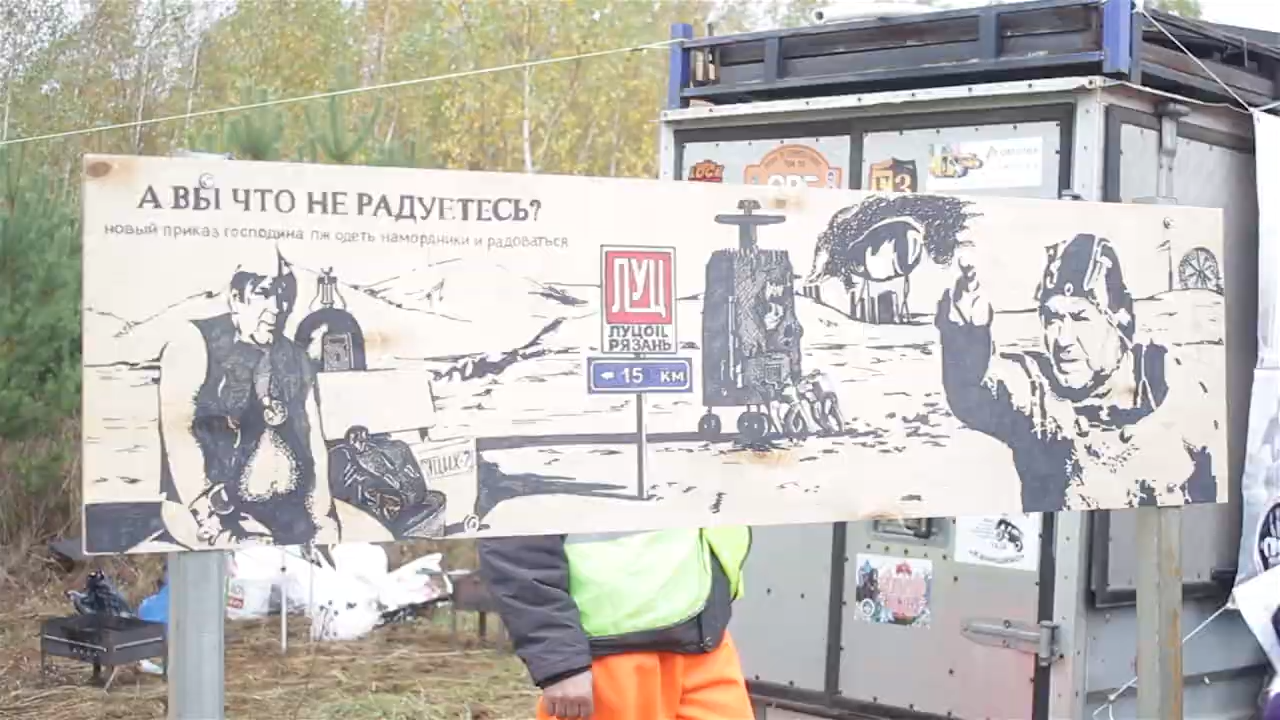 А ВЫ ЧТО НЕ РАДУЕТЕСЬ?
новый приказ господина пж одеть намордники и радоваться
ЛУЦ
ЛУЦOIL
РЯЗАНЬ
15 КМ